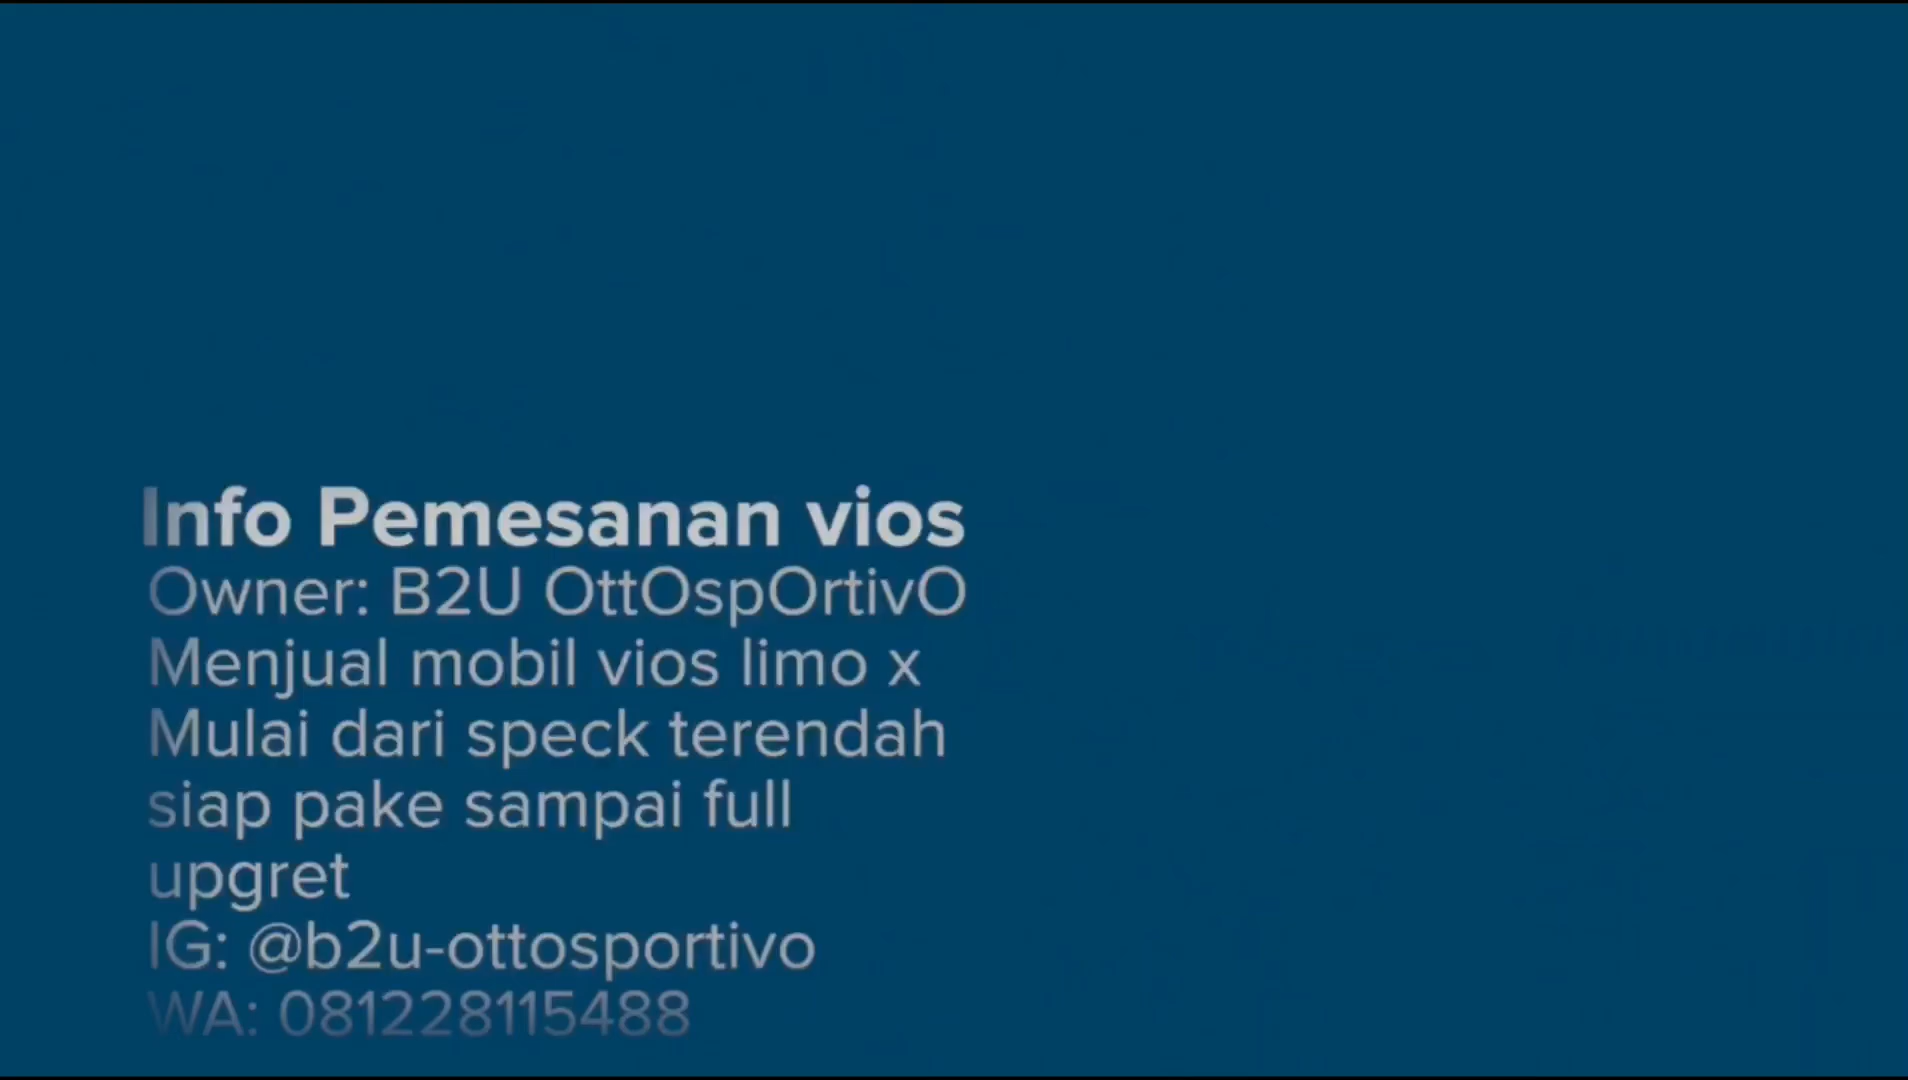 Info Pemesanan vios
Owner: B2U OttOspOrtivO
Menjual mobil vios limo x
Mulai dari speck terendah
siap pake sampai full
upgret
IG: @b2u-ottosportivo
WA: 081228115488